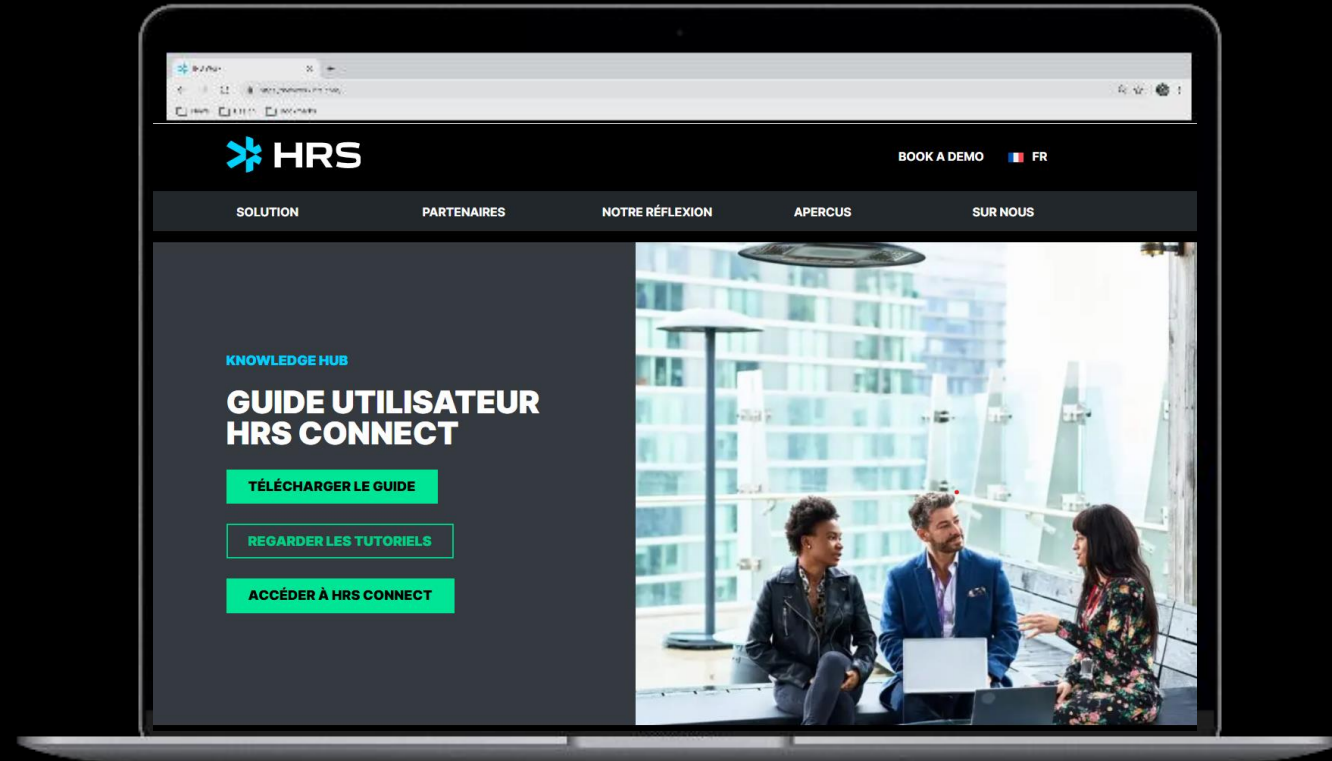 HRS
BOOK A DEMO FR
SOLUTION PARTENAIRES NOTRE RÉFLEXION APERCUS SUR NOUS
KNOWLEDGE HUB
GUIDE UTILISATEUR
HRS CONNECT
TÉLÉCHARGER LE GUIDE
REGARDER LES TUTORIELS
ACCÉDER À HRS CONNECT